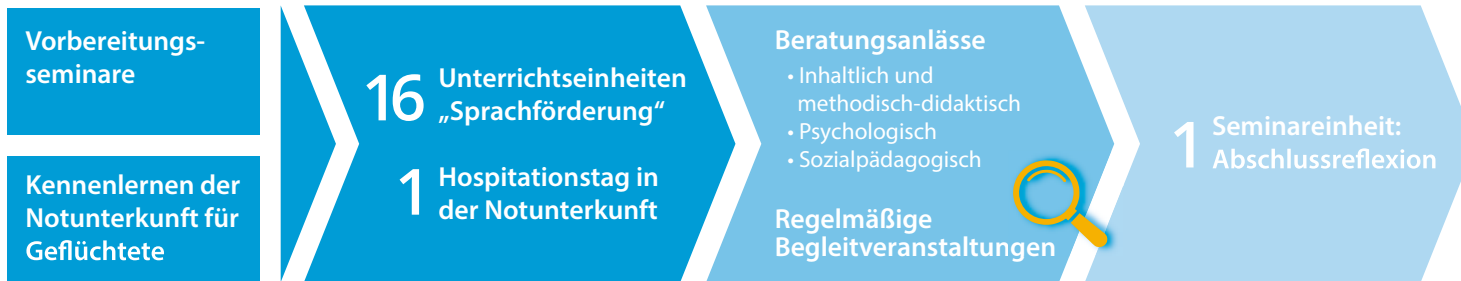 Vorbereitungs-
seminare
Kennenlernen der
Notunterkunft für
Geflüchtete
16 Unterrichtseinheiten
„Sprachförderung“
1 Hospitationstag in
der Notunterkunft
Beratungsanlässe
• Inhaltlich und
methodisch-didaktisch
• Psychologisch
• Sozialpädagogisch
Regelmäßige
Begleitveranstaltungen
1 Seminareinheit:
Abschlussreflexion